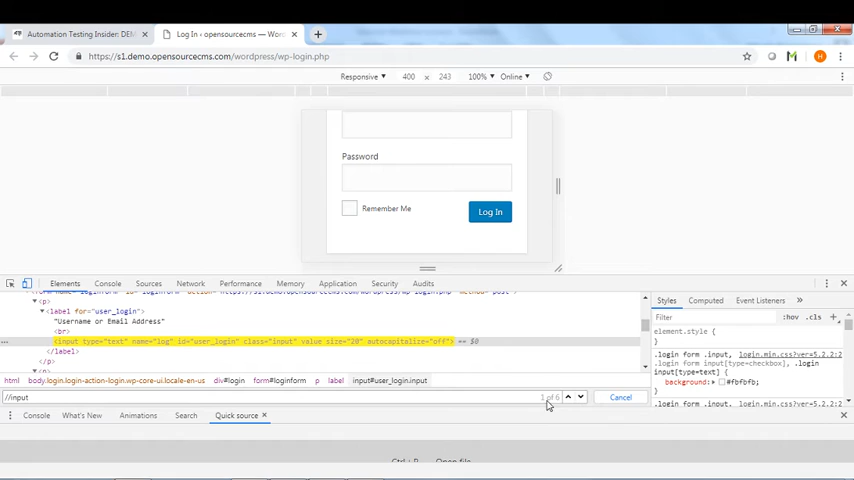 Automation Testing Insider: DEM
Log In ‹ opensourcecms — Wor
https://s1.demo.opensourcecms.com/wordpress/wp-login.php
Responsive 400 × 243 100% Online
Password
Remember Me Log In
Elements Console Sources Network Performance Memory Application Security Audits
<p>
<label for="user_login">
"Username or Email Address"
<br>
<input type="text" name="log" id="user_login" class="input" value size="20" autocapitalize="off"> == $0
</label>
</p>
html body.login.login-action-login.wp-core-ui.locale-en-us div#login form#loginform p label input#user_login.input
//input 1 of 6 Cancel
Console What's New Animations Search Quick source
Styles Computed Event Listeners
Filter :hov .cls
element.style {
}
.login form .input, login.min.css?ver=5.2.2:2
.login form input[type=checkbox], .login
input[type=text] {
background: #fbfbfb;
}
.login form .input, login.min.css?ver=5.2.2:2